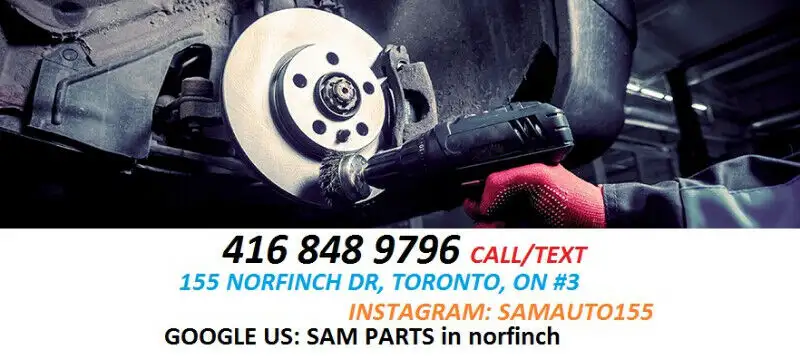 416 848 9796 CALL/TEXT
155 NORFINCH DR, TORONTO, ON #3
INSTAGRAM: SAMAUTO155
GOOGLE US: SAM PARTS in norfinch